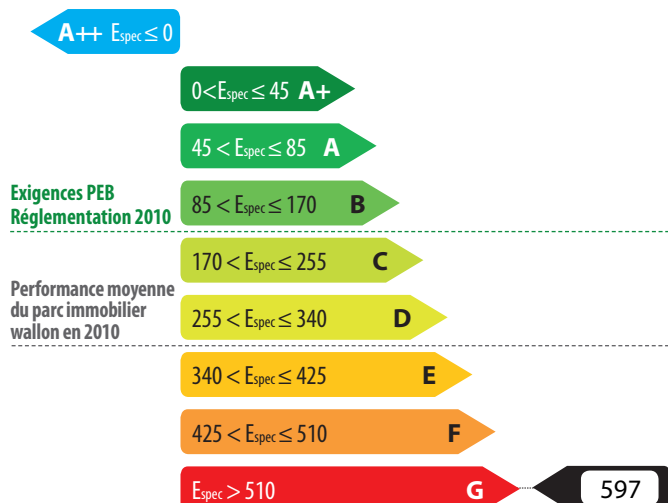 A++ Espec ≤ 0
0<Espec ≤ 45 A+
45 < Espec ≤ 85 A
Exigences PEB
Réglementation 2010
85 < Espec ≤ 170 B
170 < Espec ≤ 255 C
Performance moyenne
du parc immobilier
wallon en 2010
255 < Espec ≤ 340 D
340 < Espec ≤ 425 E
425 < Espec ≤ 510 F
Espec > 510 G
597